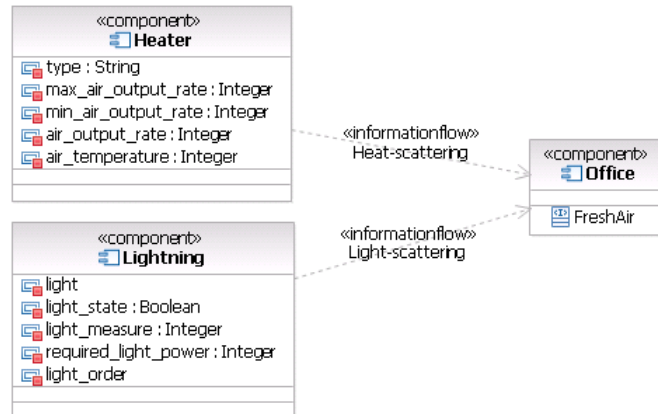 «component»
Heater
type : String
max_air_output_rate : Integer
min_air_output_rate : Integer
air_output_rate : Integer
air_temperature : Integer
«informationflow»
Heat-scattering
«component»
Office
FreshAir
«component»
Lightning
light
light_state : Boolean
light_measure : Integer
required_light_power : Integer
light_order
«informationflow»
Light-scattering